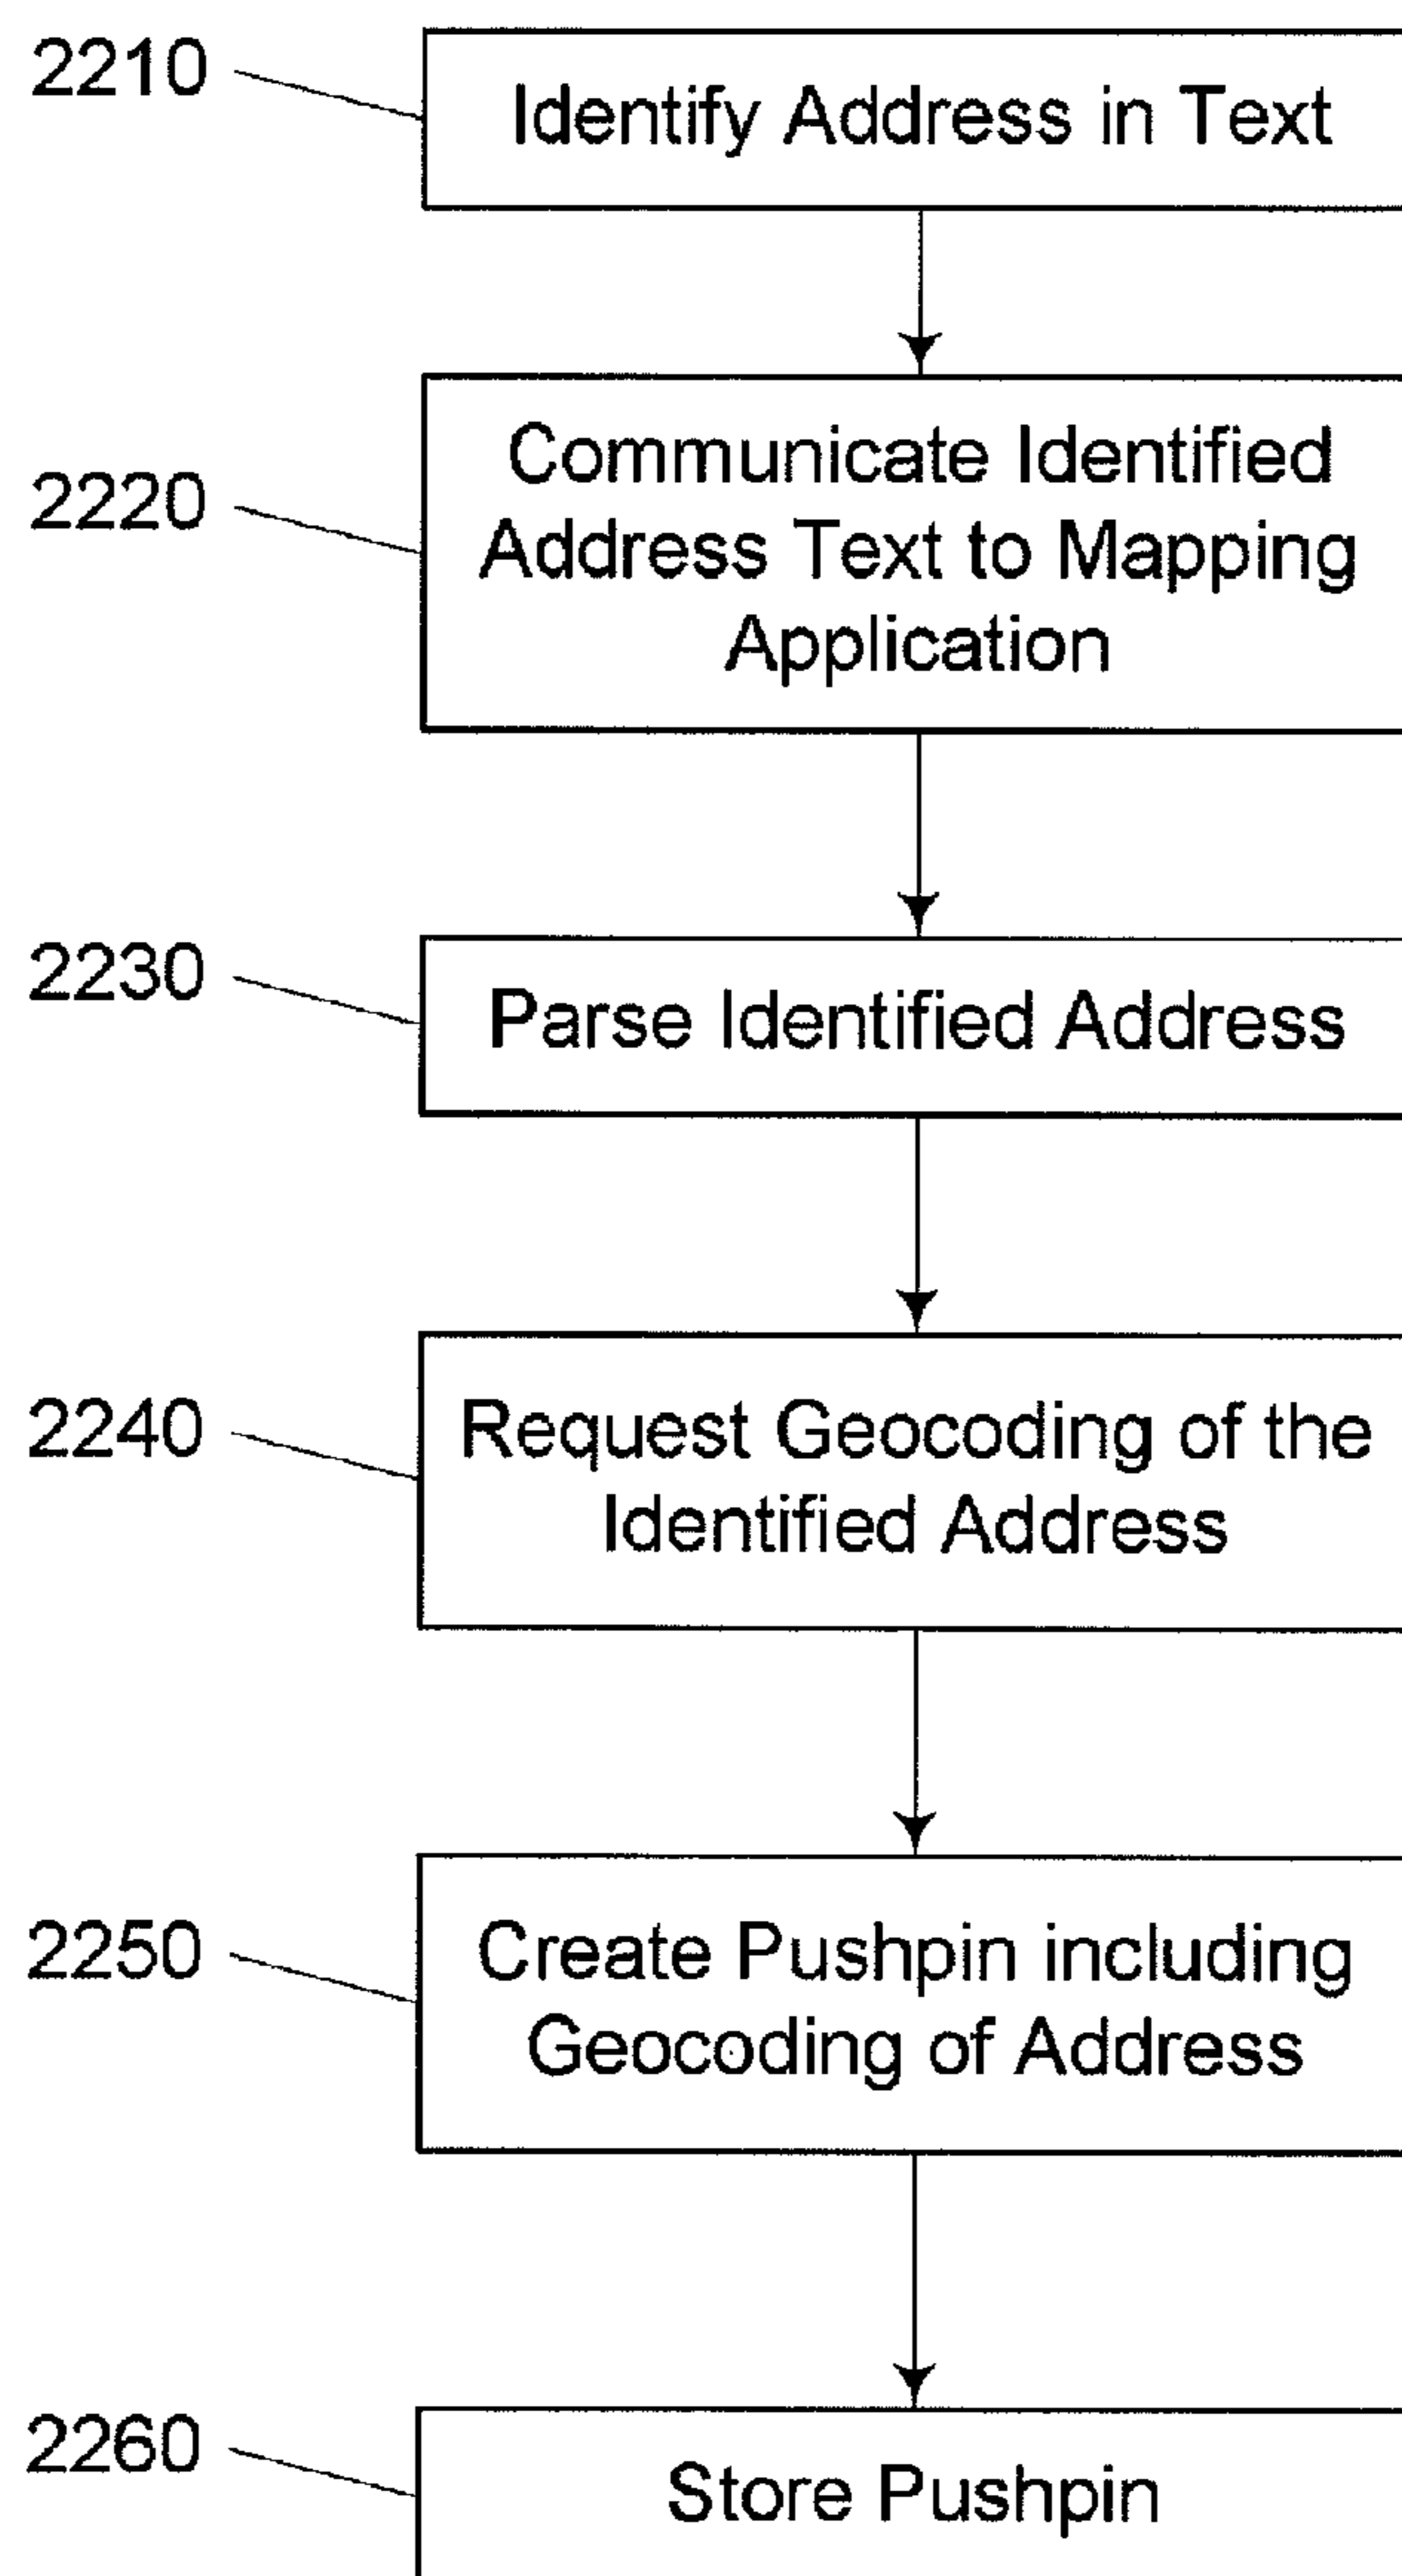 2210
Identify Address in Text
2220
Communicate Identified
Address Text to Mapping
Application
2230
Parse Identified Address
2240
Request Geocoding of the
Identified Address
2250
Create Pushpin including
Geocoding of Address
2260
Store Pushpin